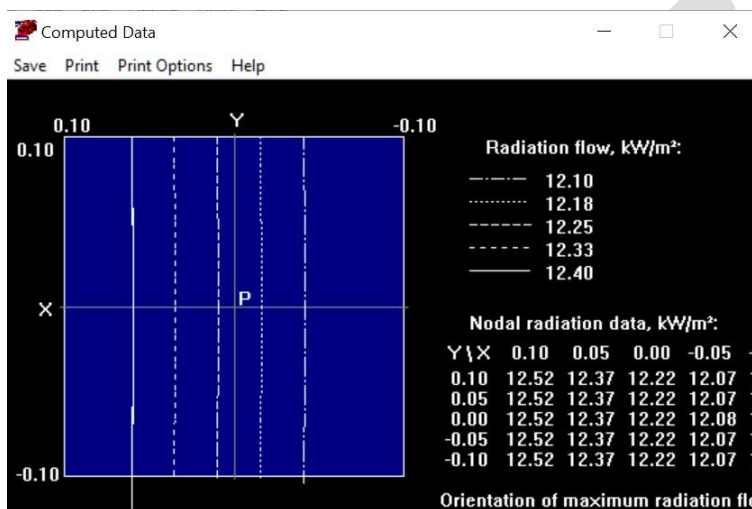 Computed Data
Save Print Print Options Help
0.10 Y -0.10
0.10
X
P
-0.10
Radiation flow, kW/m²:
12.10
12.18
12.25
12.33
12.40
Nodal radiation data, kW/m²:
Y\X 0.10 0.05 0.00 -0.05
0.10 12.52 12.37 12.22 12.07
0.05 12.52 12.37 12.22 12.07
0.00 12.52 12.37 12.22 12.08
-0.05 12.52 12.37 12.22 12.07
-0.10 12.52 12.37 12.22 12.07
Orientation of maximum radiation